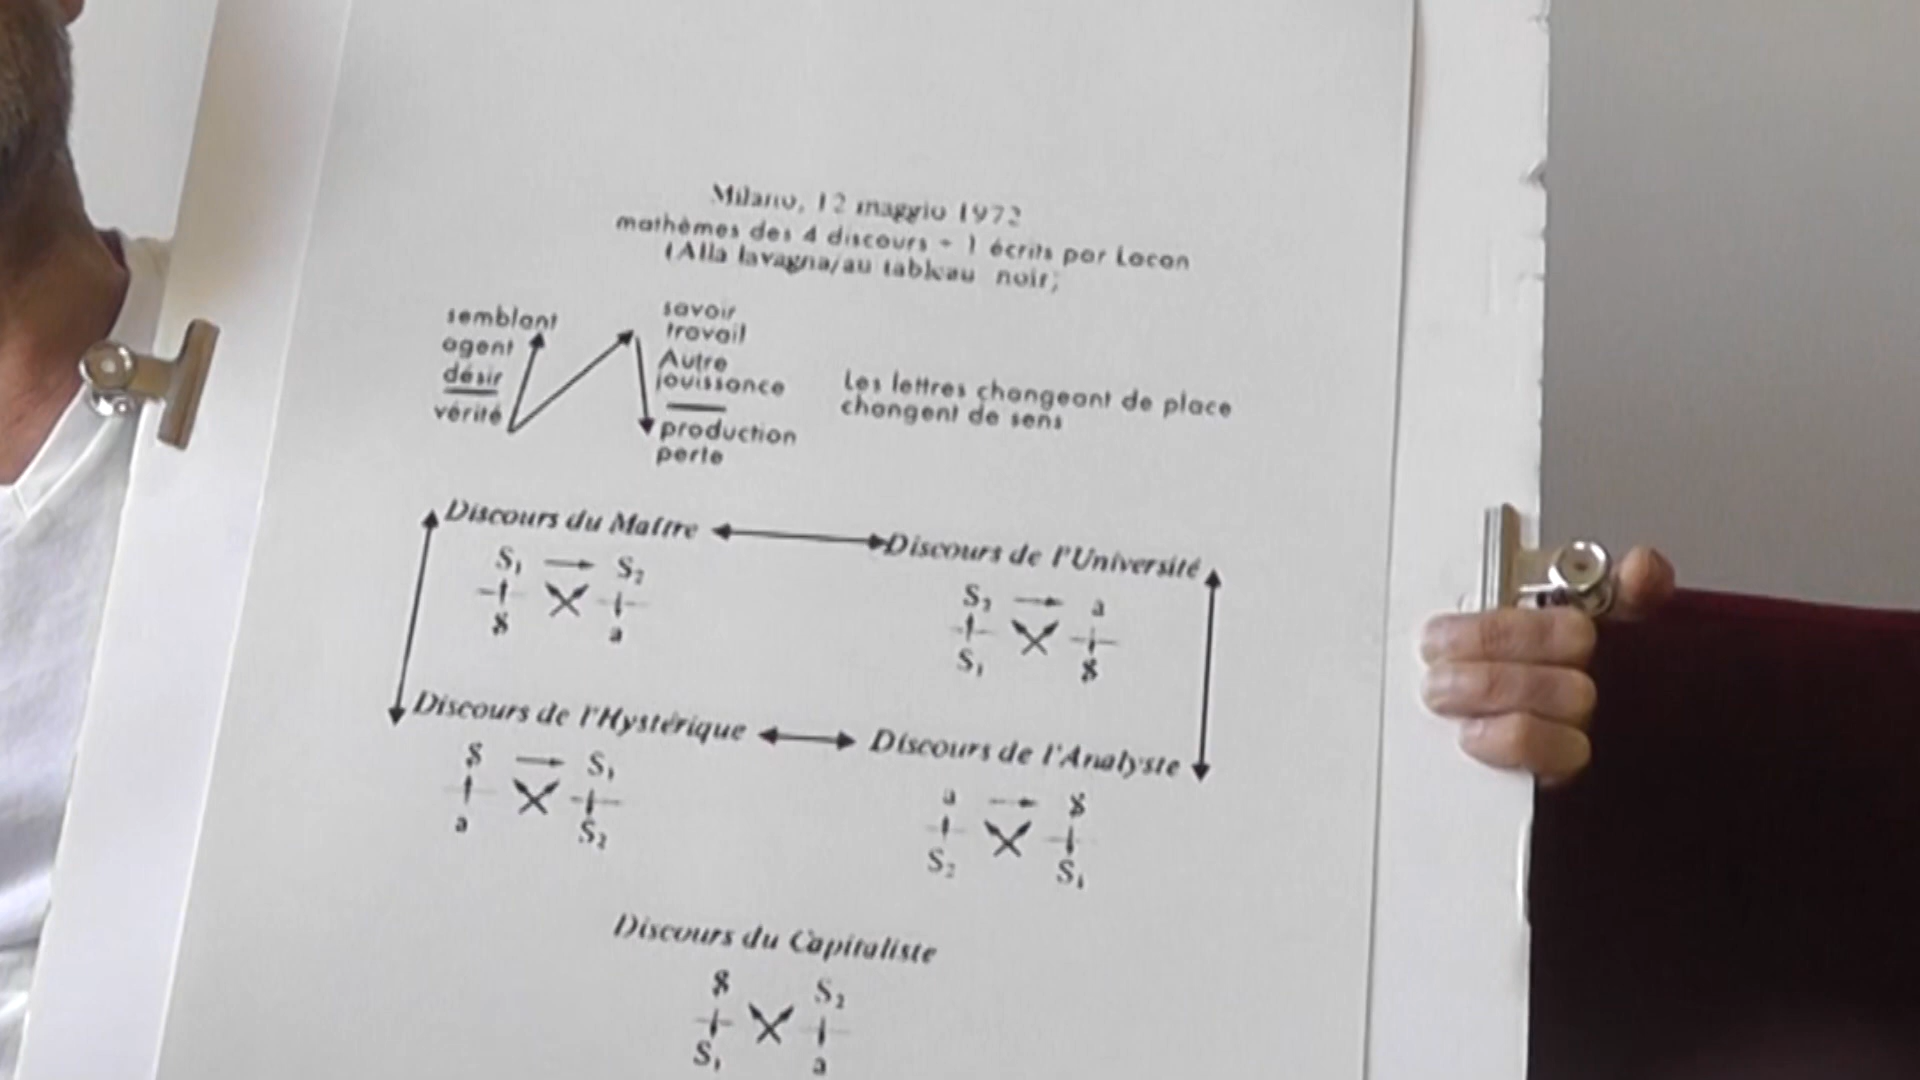 Milano, 12 maggio 1972
mathèmes des 4 discours + 1 écrits par Lacan
(Alla lavagna/au tableau noir)
semblant
agent
désir
vérité
savoir
travail
Autre
jouissance
production
perte
Les lettres changeant de place
changent de sens
Discours du Maître
S₁ → S₂
$ a
Discours de l'Université
S₂ → a
S₁ $
Discours de l'Hystérique
$ → S₁
a S₂
Discours de l'Analyste
a → $
S₂ S₁
Discours du Capitaliste
$ S₂
S₁ a